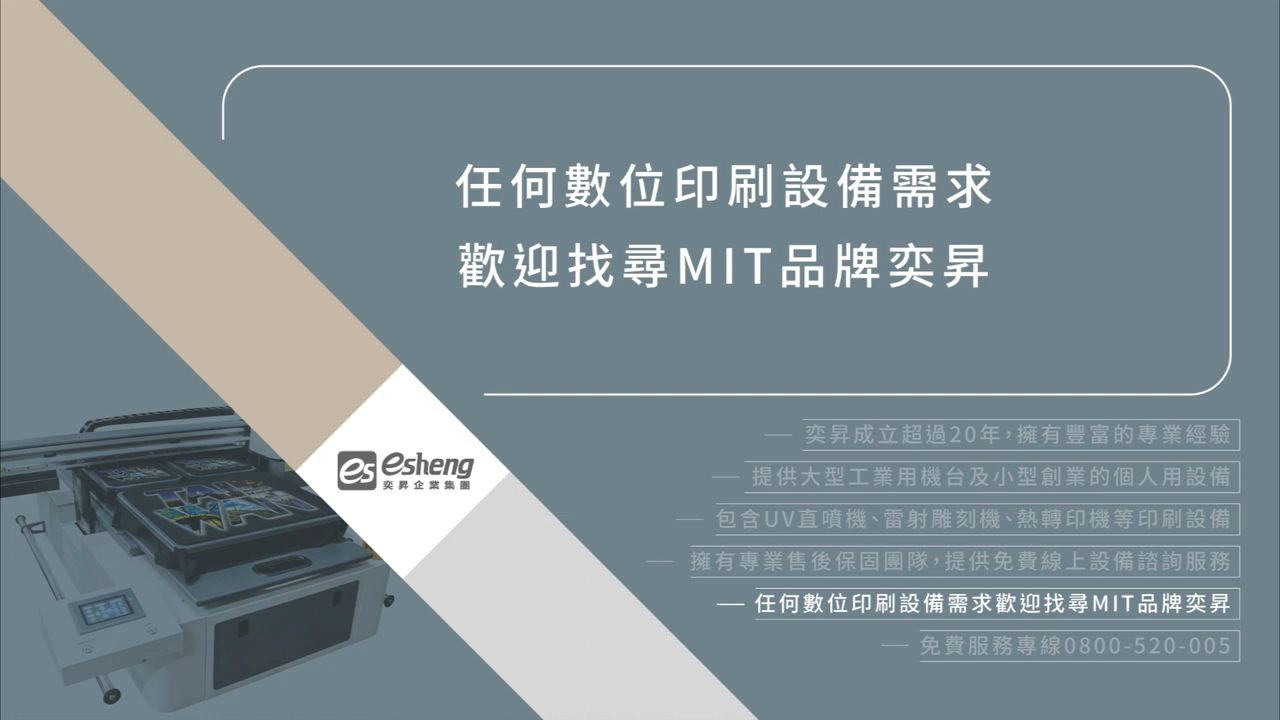 任何數位印刷設備需求
歡迎找尋MIT品牌奕昇
es esheng
奕昇企業集團
TAIWAN
奕昇成立超過20年，擁有豐富的專業經驗
提供大型工業用機台及小型創業的個人用設備
包含UV直噴機、雷射雕刻機、熱轉印機等印刷設備
擁有專業售後保固團隊，提供免費線上設備諮詢服務
任何數位印刷設備需求歡迎找尋MIT品牌奕昇
免費服務專線0800-520-005